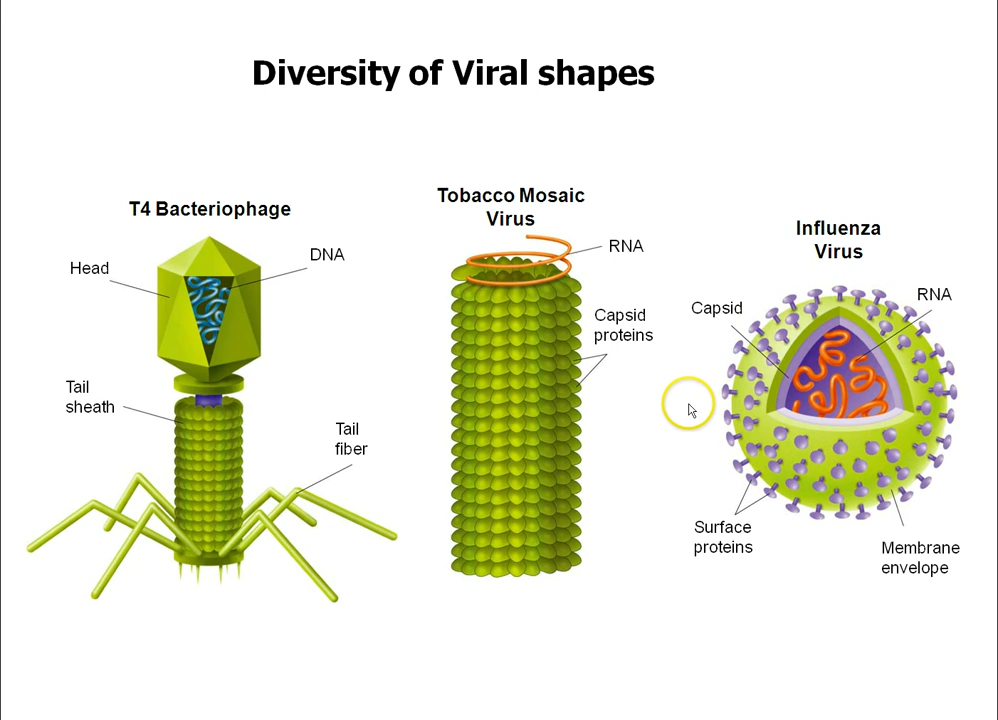 Diversity of Viral shapes
T4 Bacteriophage
Head
DNA
Tail
sheath
Tail
fiber
Tobacco Mosaic
Virus
RNA
Capsid
proteins
Influenza
Virus
Capsid
RNA
Surface
proteins
Membrane
envelope